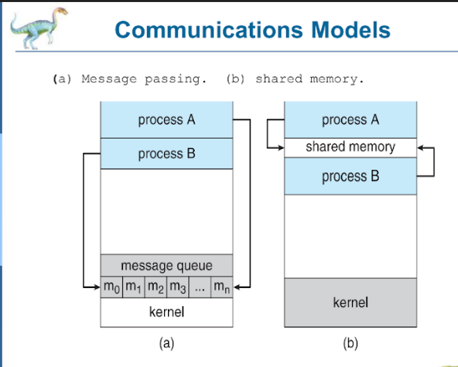 Communications Models
(a) Message passing. (b) shared memory.
process A
process B
message queue
m0 m1 m2 m3 ... mn
kernel
(a)
process A
shared memory
process B
kernel
(b)